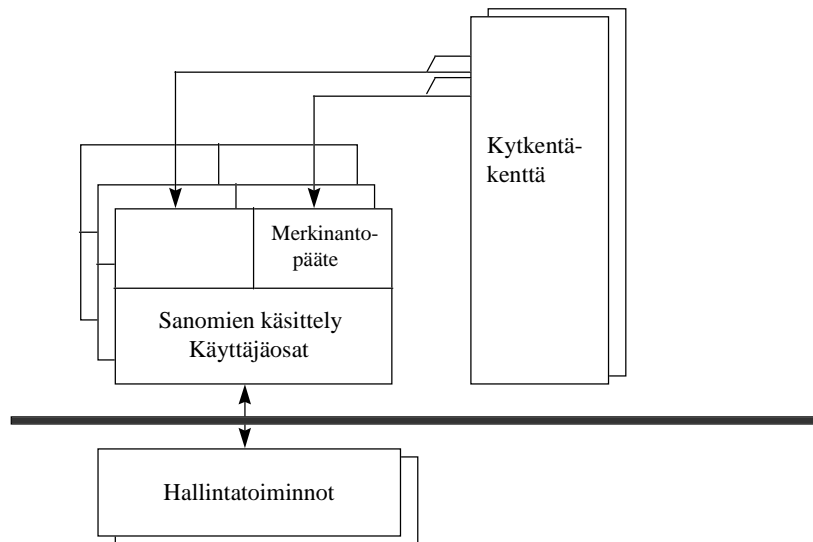 Kytkentä-
kenttä
Merkinanto-
pääte
Sanomien käsittely
Käyttäjäosat
Hallintatoiminnot